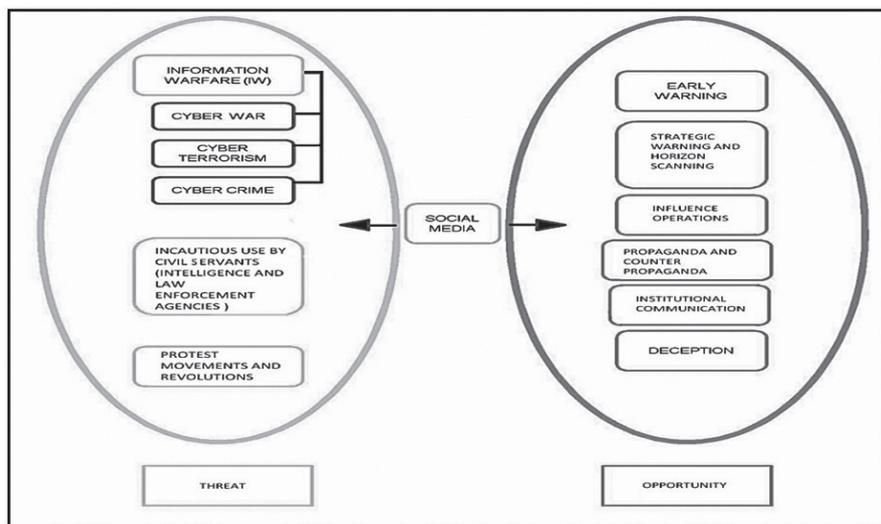 INFORMATION
WARFARE (IW)
CYBER WAR
CYBER
TERRORISM
CYBER CRIME
INCAUTIOUS USE BY
CIVIL SERVANTS
(INTELLIGENCE AND
LAW
ENFORCEMENT
AGENCIES )
PROTEST
MOVEMENTS AND
REVOLUTIONS
THREAT
SOCIAL
MEDIA
EARLY
WARNING
STRATEGIC
WARNING AND
HORIZON
SCANNING
INFLUENCE
OPERATIONS
PROPAGANDA AND
COUNTER
PROPAGANDA
INSTITUTIONAL
COMMUNICATION
DECEPTION
OPPORTUNITY